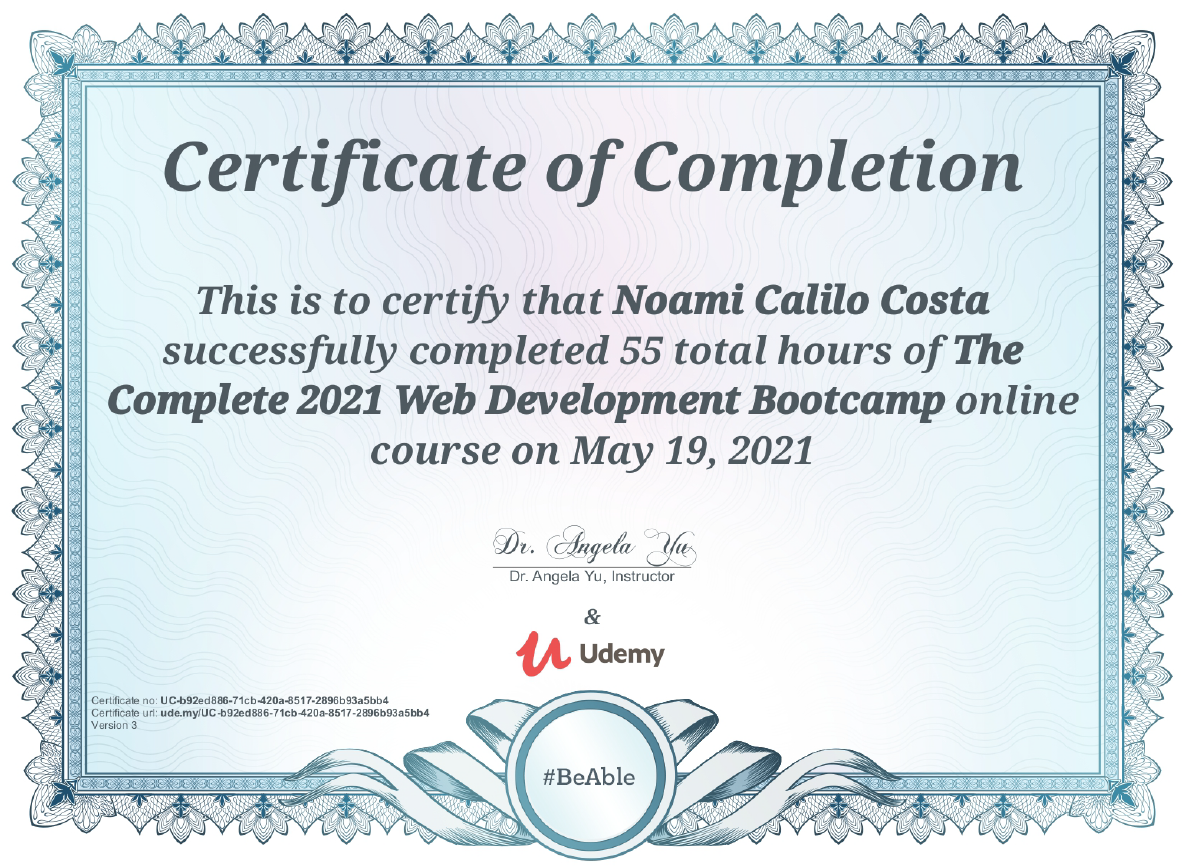 Certificate of Completion
This is to certify that Noami Calilo Costa
successfully completed 55 total hours of The
Complete 2021 Web Development Bootcamp online
course on May 19, 2021
Dr. Angela Yu
Dr. Angela Yu, Instructor
&
Udemy
Certificate no: UC-b92ed886-71cb-420a-8517-2896b93a5bb4
Certificate url: ude.my/UC-b92ed886-71cb-420a-8517-2896b93a5bb4
Version 3
#BeAble